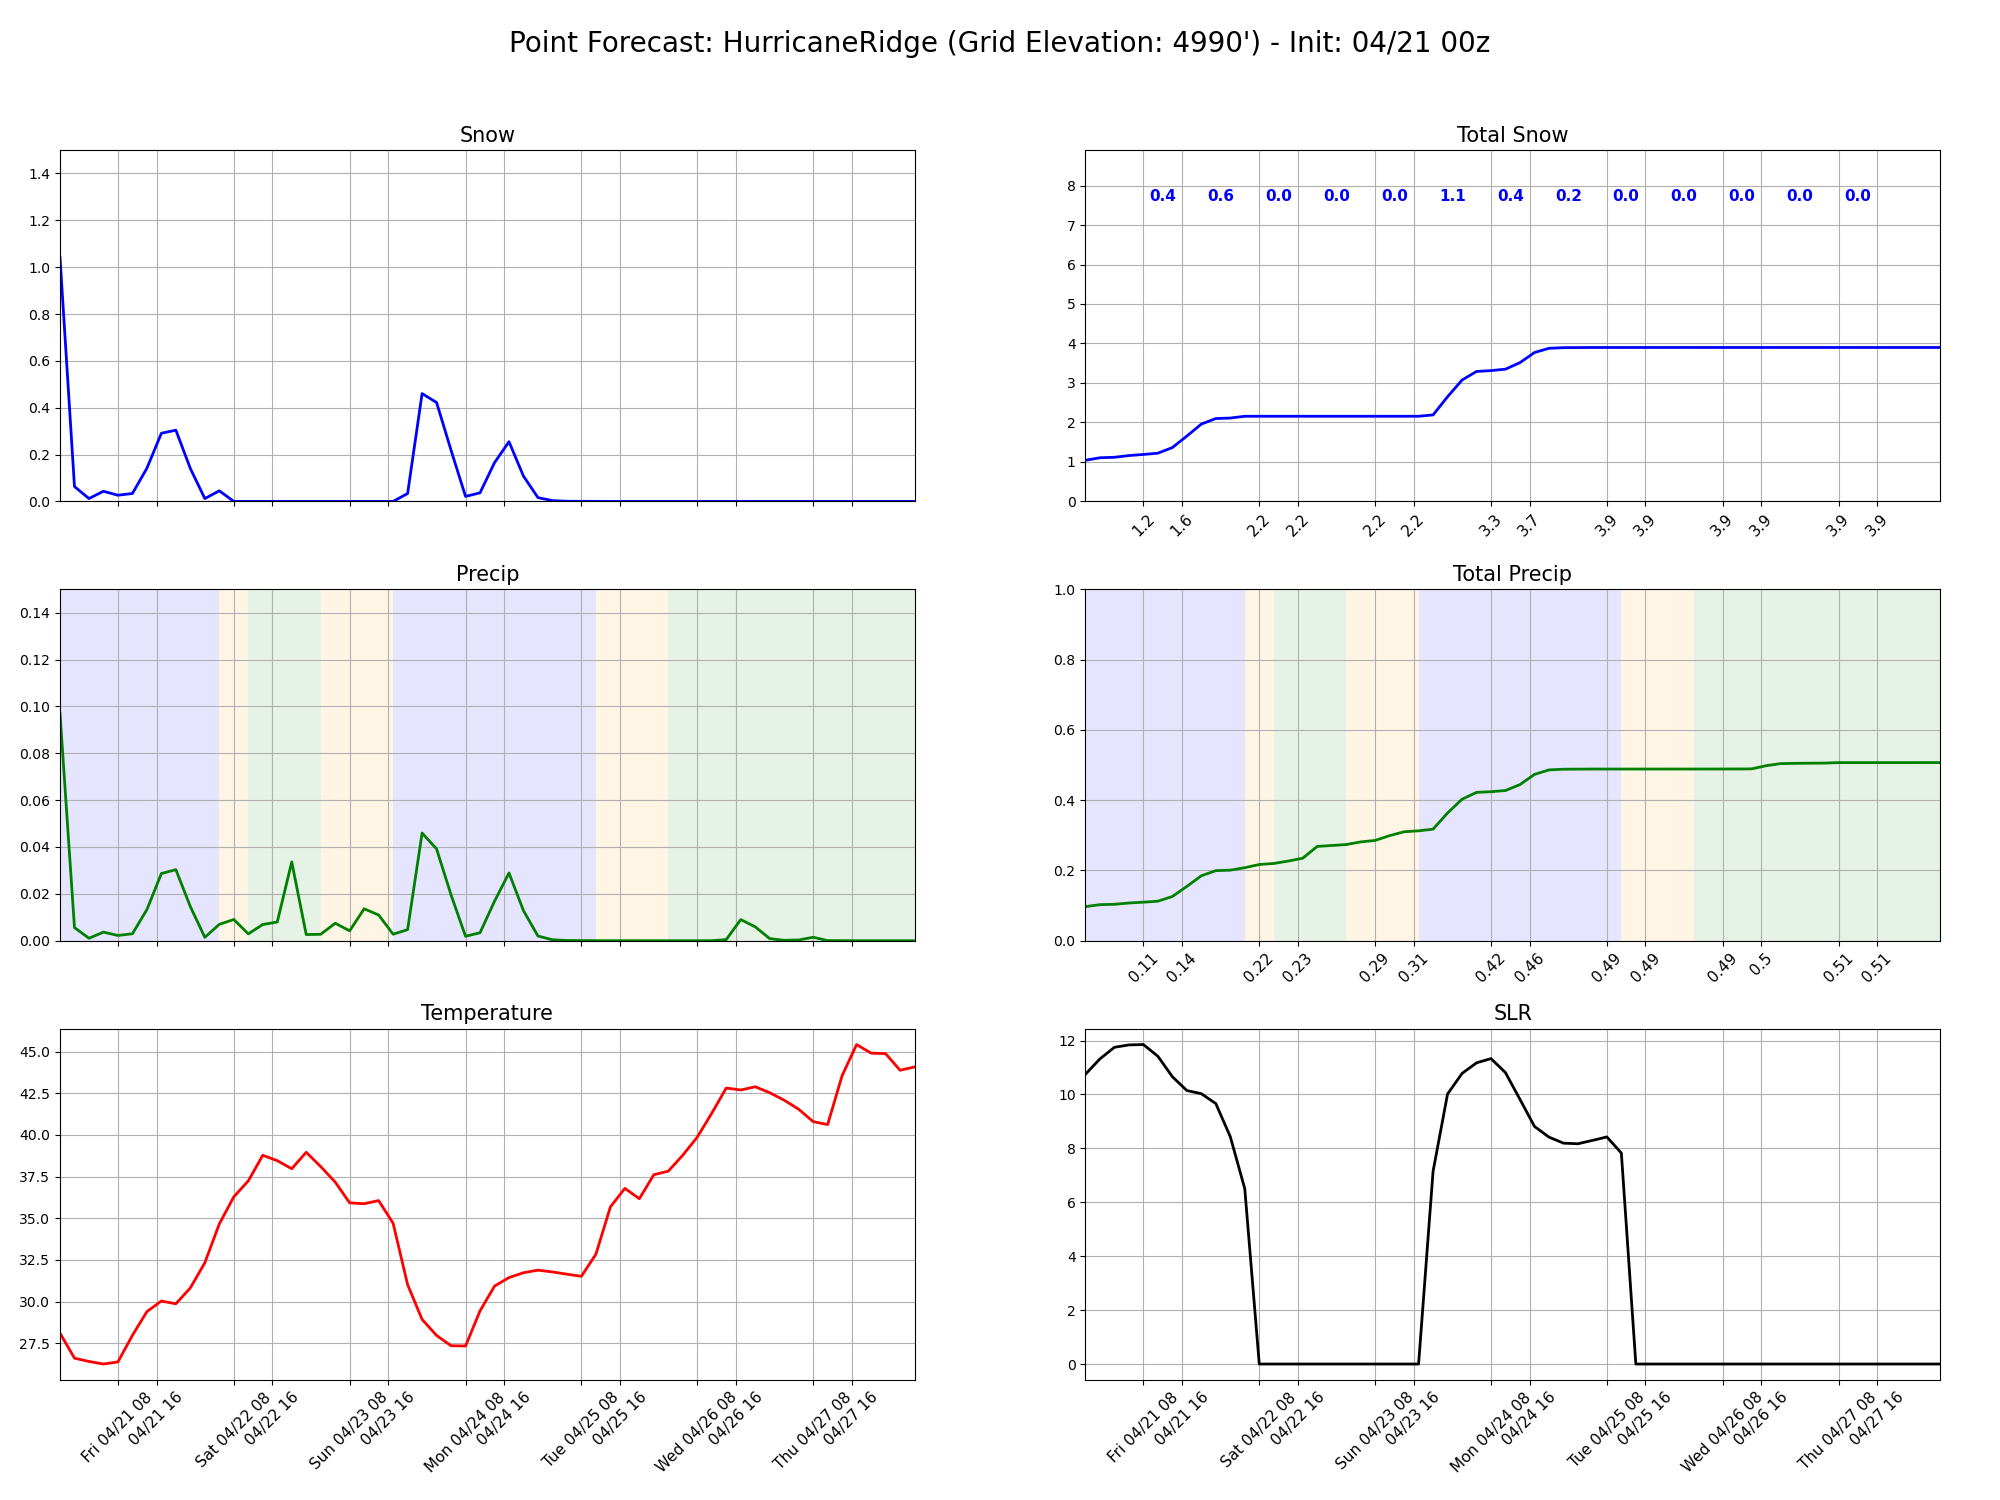 Point Forecast: HurricaneRidge (Grid Elevation: 4990') - Init: 04/21 00z
Snow
1.4
1.2
1.0
0.8
0.6
0.4
0.2
0.0
Total Snow
0.4 0.6 0.0 0.0 0.0 1.1 0.4 0.2 0.0 0.0 0.0 0.0 0.0
8
7
6
5
4
3
2
1
0
1.2 1.6 2.2 2.2 2.2 2.2 3.3 3.7 3.9 3.9 3.9 3.9 3.9 3.9
Precip
0.14
0.12
0.10
0.08
0.06
0.04
0.02
0.00
Total Precip
1.0
0.8
0.6
0.4
0.2
0.0
0.11 0.14 0.22 0.23 0.29 0.31 0.42 0.46 0.49 0.49 0.49 0.5 0.51 0.51
Temperature
45.0
42.5
40.0
37.5
35.0
32.5
30.0
27.5
Fri 04/21 08
04/21 16
Sat 04/22 08
04/22 16
Sun 04/23 08
04/23 16
Mon 04/24 08
04/24 16
Tue 04/25 08
04/25 16
Wed 04/26 08
04/26 16
Thu 04/27 08
04/27 16
SLR
12
10
8
6
4
2
0
Fri 04/21 08
04/21 16
Sat 04/22 08
04/22 16
Sun 04/23 08
04/23 16
Mon 04/24 08
04/24 16
Tue 04/25 08
04/25 16
Wed 04/26 08
04/26 16
Thu 04/27 08
04/27 16